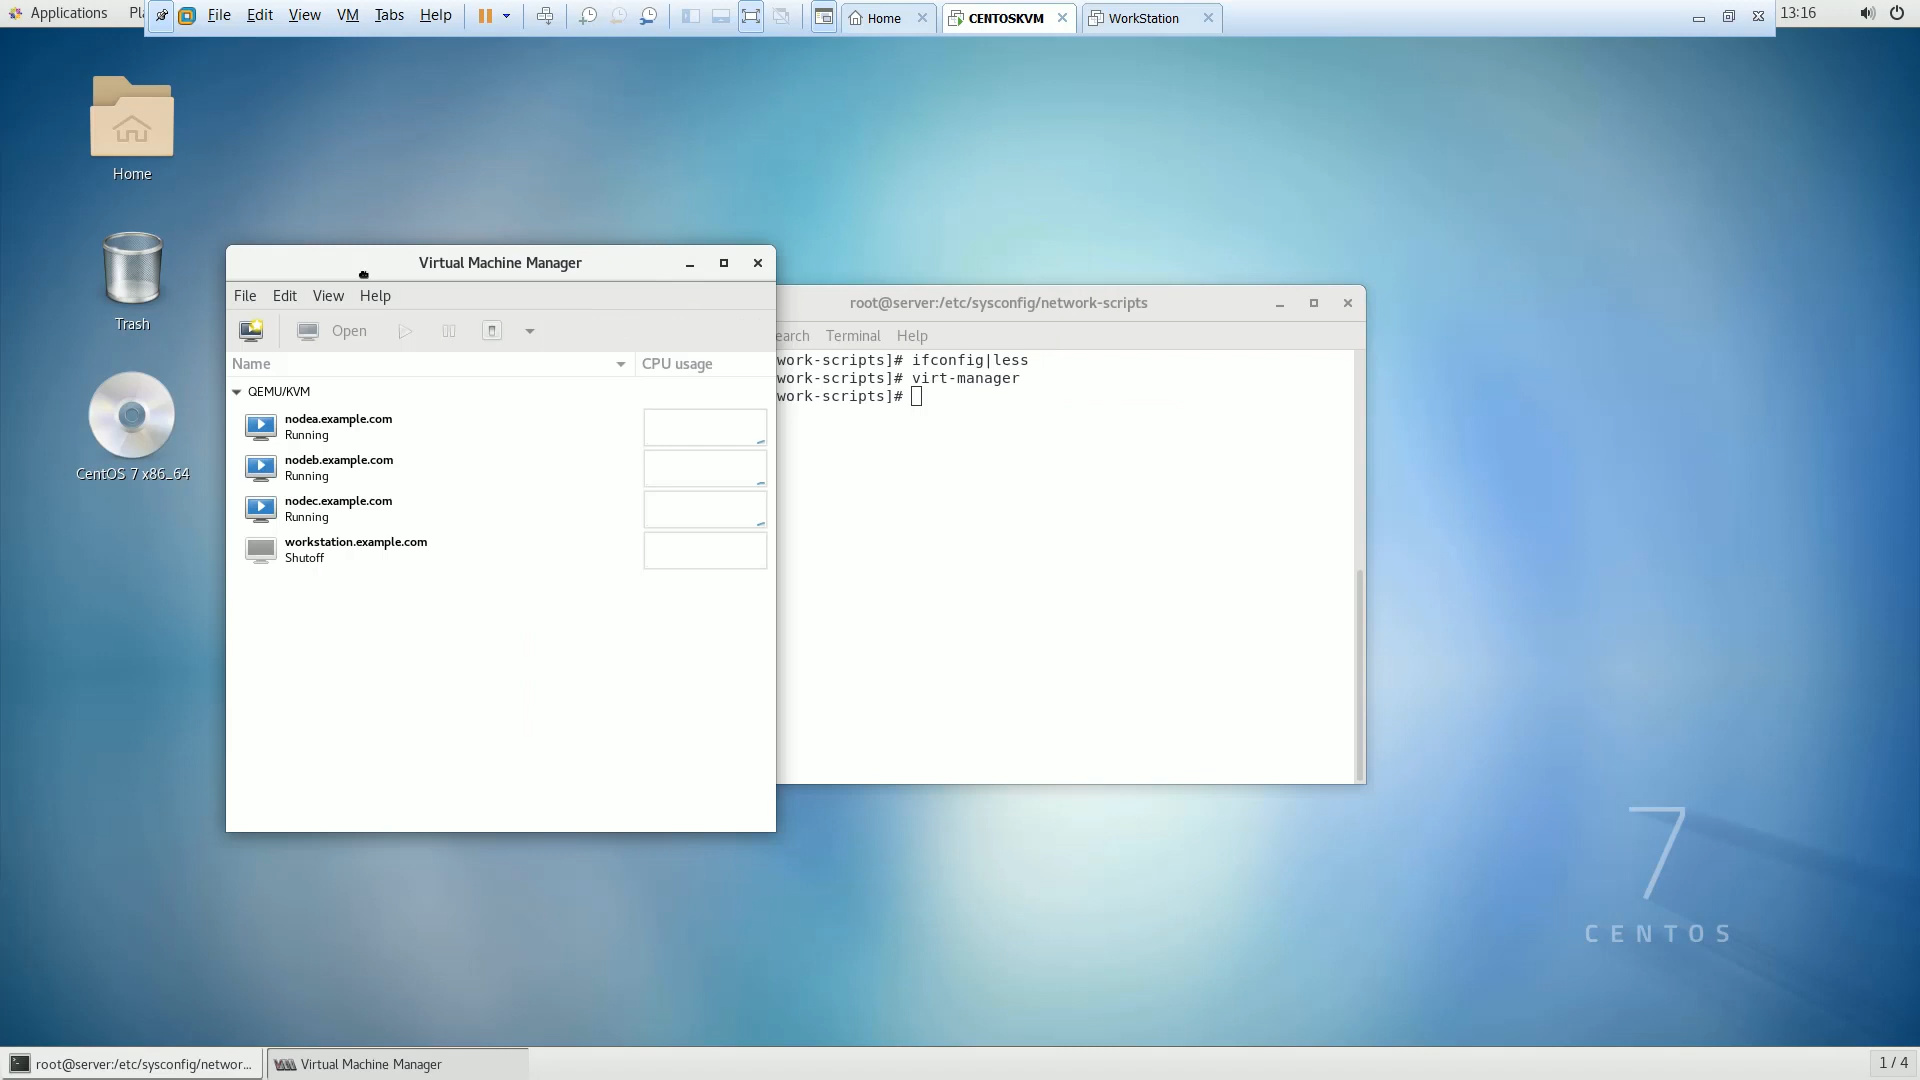 Applications
File Edit View VM Tabs Help
Home
CENTOSKVM
WorkStation
13:16
Home
Trash
CentOS 7 x86_64
Virtual Machine Manager
File Edit View Help
Open
Name CPU usage
QEMU/KVM
nodea.example.com
Running
nodeb.example.com
Running
nodec.example.com
Running
workstation.example.com
Shutoff
root@server:/etc/sysconfig/network-scripts
earch Terminal Help
work-scripts]# ifconfig|less
work-scripts]# virt-manager
work-scripts]#
7
CENTOS
root@server:/etc/sysconfig/networ...
Virtual Machine Manager
1 / 4